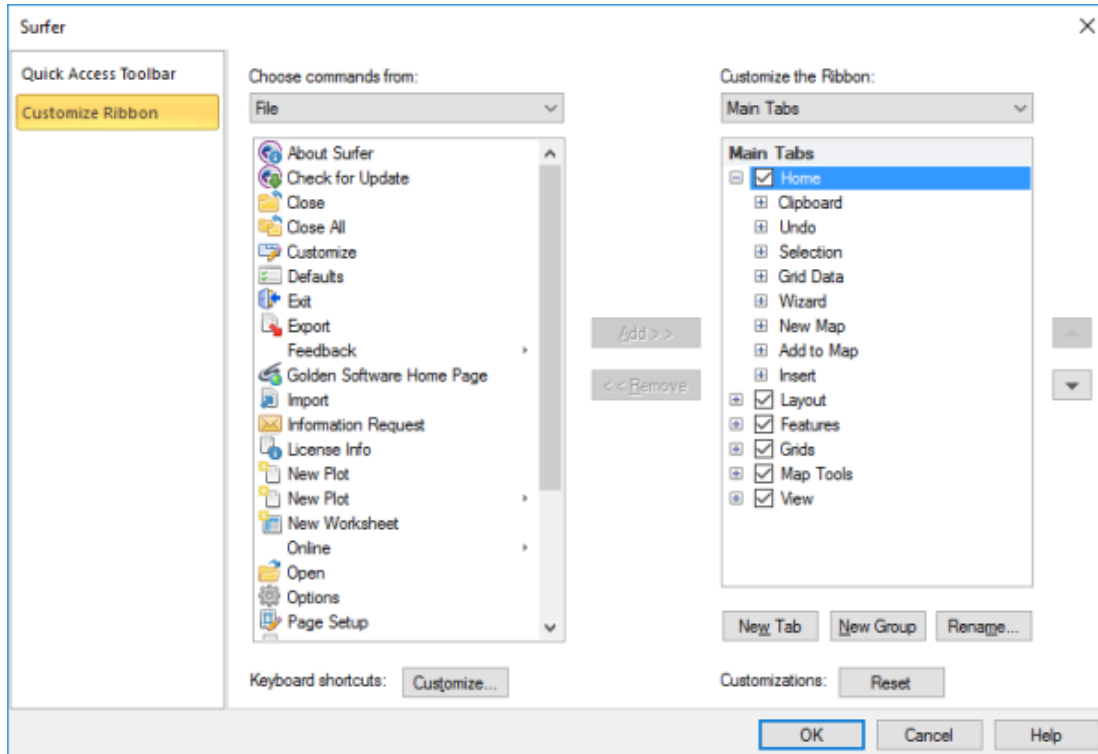 Surfer
Quick Access Toolbar
Customize Ribbon
Choose commands from:
File
About Surfer
Check for Update
Close
Close All
Customize
Defaults
Exit
Export
Feedback
Golden Software Home Page
Import
Information Request
License Info
New Plot
New Plot
New Worksheet
Online
Open
Options
Page Setup
Keyboard shortcuts: Customize...
Add >>
<< Remove
Customize the Ribbon:
Main Tabs
Main Tabs
Home
Clipboard
Undo
Selection
Grid Data
Wizard
New Map
Add to Map
Insert
Layout
Features
Grids
Map Tools
View
New Tab New Group Rename...
Customizations: Reset
OK Cancel Help